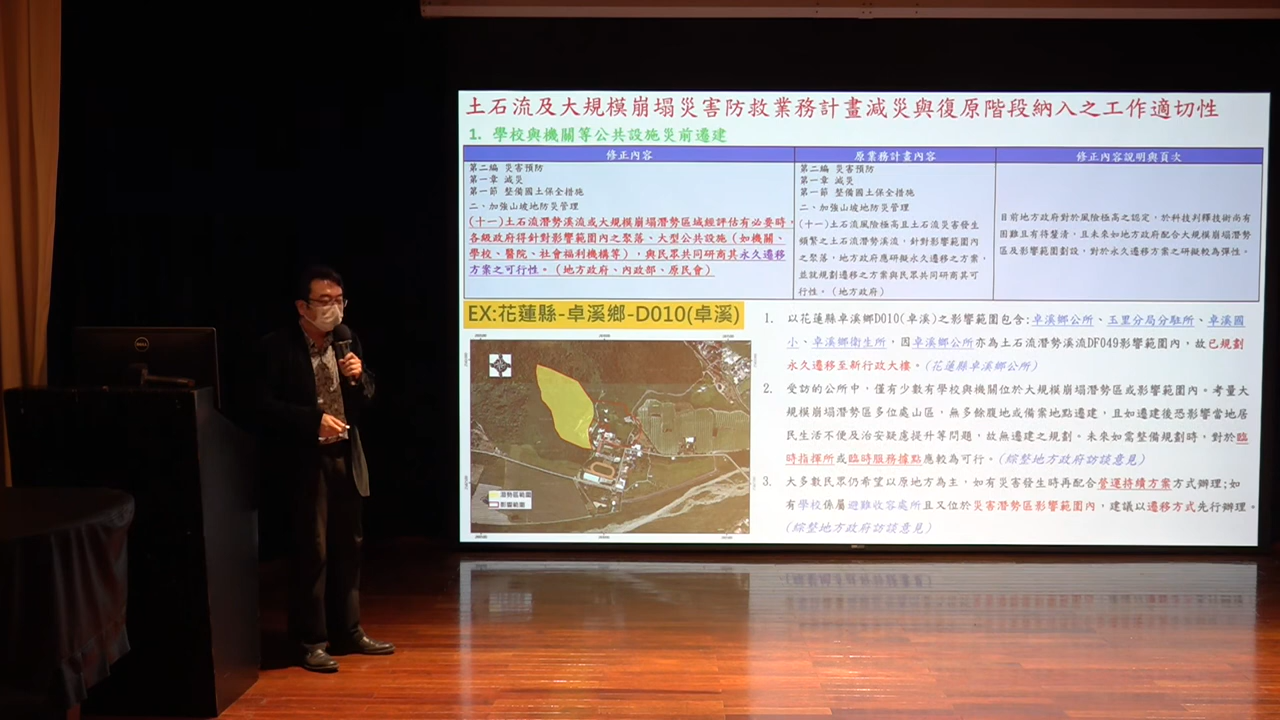 土石流及大規模崩塌災害防救業務計畫減災與復原階段納入之工作適切性
1. 學校與機關等公共設施災前遷建
修正內容
原業務計畫內容
修正內容說明與頁次
第二編 災害預防
第一章 減災
第一節 整備國土保全措施
二、加強山坡地防災管理
(十一)土石流潛勢溪流或大規模崩塌潛勢區域經評估有必要時，
各級政府得針對影響範圍內之聚落、大型公共設施（如機關、
學校、醫院、社會福利機構等），與民眾共同研商其永久遷移
方案之可行性。（地方政府、內政部、原民會）
第二編 災害預防
第一章 減災
第一節 整備國土保全措施
二、加強山坡地防災管理
(十一)土石流風險極高且土石流災害發生
頻繁之土石流潛勢溪流，針對影響範圍內
之聚落，地方政府應研擬永久遷移之方案，
並就規劃遷移之方案與民眾共同研商其可
行性。（地方政府）
目前地方政府對於風險極高之認定，於科技判釋技術尚有
困難且有待釐清，且未來如地方政府配合大規模崩塌潛勢
區及影響範圍劃設，對於永久遷移方案之研擬較為彈性。
EX:花蓮縣-卓溪鄉-D010(卓溪)
潛勢區範圍
影響範圍
1. 以花蓮縣卓溪鄉D010(卓溪)之影響範圍包含:卓溪鄉公所、玉里分局分駐所、卓溪國
小、卓溪鄉衛生所，因卓溪鄉公所亦為土石流潛勢溪流DF049影響範圍內，故已規劃
永久遷移至新行政大樓。(花蓮縣卓溪鄉公所)
2. 受訪的公所中，僅有少數有學校與機關位於大規模崩塌潛勢區或影響範圍內。考量大
規模崩塌潛勢區多位處山區，無多餘腹地或備案地點遷建，且如遷建後恐影響當地居
民生活不便及治安疑慮提升等問題，故無遷建之規劃。未來如需整備規劃時，對於臨
時指揮所或臨時服務據點應較為可行。(綜整地方政府訪談意見)
3. 大多數民眾仍希望以原地方為主，如有災害發生時再配合營運持續方案方式辦理;如
有學校係屬避難收容處所且又位於災害潛勢區影響範圍內，建議以遷移方式先行辦理。
(綜整地方政府訪談意見)
DELL